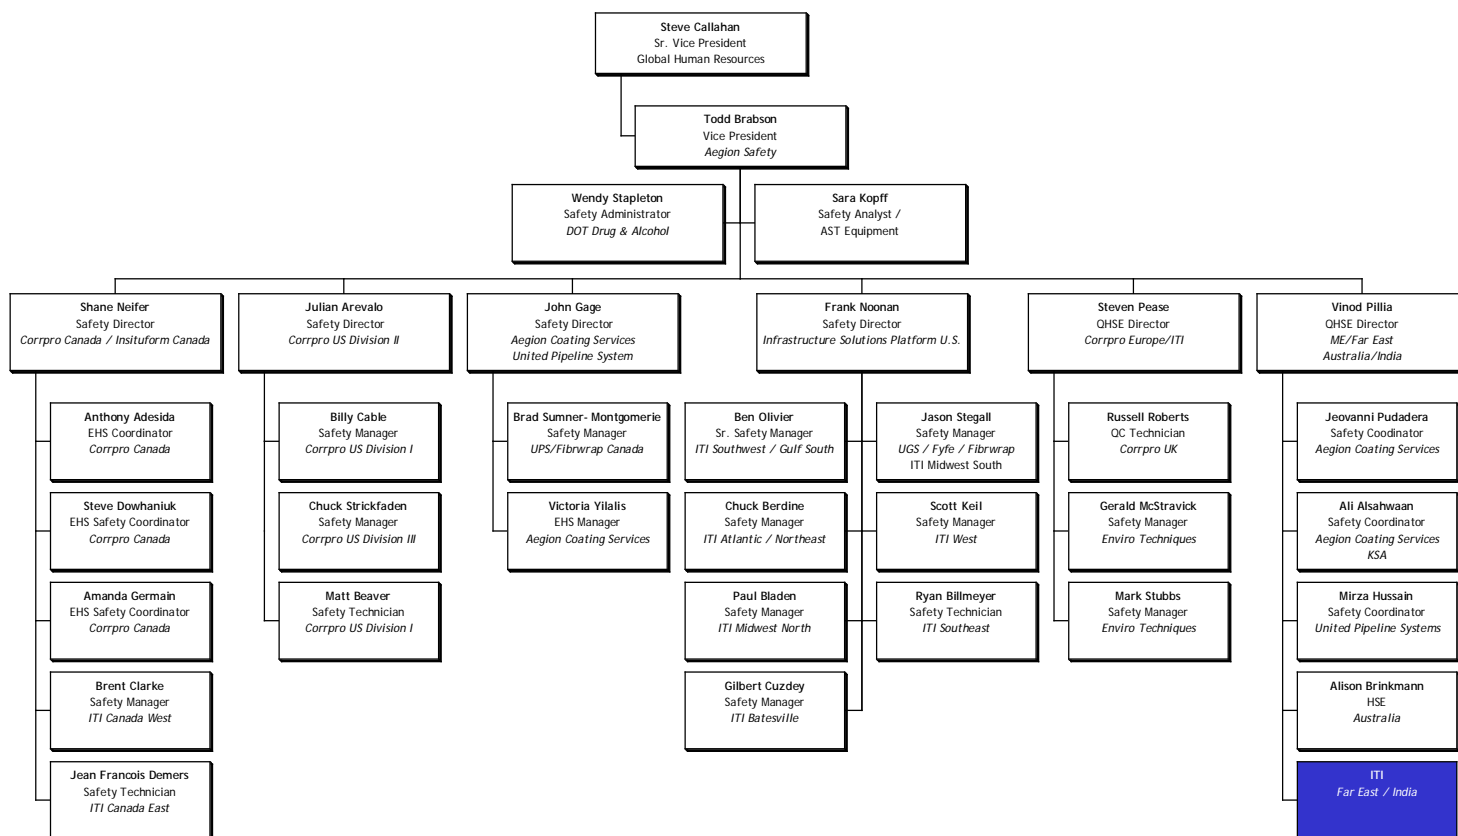 Steve Callahan
Sr. Vice President
Global Human Resources
Todd Brabson
Vice President
Aegion Safety
Wendy Stapleton
Safety Administrator
DOT Drug & Alcohol
Sara Kopff
Safety Analyst /
AST Equipment
Shane Neifer
Safety Director
Corrpro Canada / Insituform Canada
Julian Arevalo
Safety Director
Corrpro US Division II
John Gage
Safety Director
Aegion Coating Services
United Pipeline System
Frank Noonan
Safety Director
Infrastructure Solutions Platform U.S.
Steven Pease
QHSE Director
Corrpro Europe/ITI
Vinod Pillia
QHSE Director
ME/Far East
Australia/India
Anthony Adesida
EHS Coordinator
Corrpro Canada
Steve Dowhaniuk
EHS Safety Coordinator
Corrpro Canada
Amanda Germain
EHS Safety Coordinator
Corrpro Canada
Brent Clarke
Safety Manager
ITI Canada West
Jean Francois Demers
Safety Technician
ITI Canada East
Billy Cable
Safety Manager
Corrpro US Division I
Chuck Strickfaden
Safety Manager
Corrpro US Division III
Matt Beaver
Safety Technician
Corrpro US Division I
Brad Sumner- Montgomerie
Safety Manager
UPS/Fibrwrap Canada
Victoria Yilalis
EHS Manager
Aegion Coating Services
Ben Olivier
Sr. Safety Manager
ITI Southwest / Gulf South
Chuck Berdine
Safety Manager
ITI Atlantic / Northeast
Paul Bladen
Safety Manager
ITI Midwest North
Gilbert Cuzdey
Safety Manager
ITI Batesville
Jason Stegall
Safety Manager
UGS / Fyfe / Fibrwrap
ITI Midwest South
Scott Keil
Safety Manager
ITI West
Ryan Billmeyer
Safety Technician
ITI Southeast
Russell Roberts
QC Technician
Corrpro UK
Gerald McStravick
Safety Manager
Enviro Techniques
Mark Stubbs
Safety Manager
Enviro Techniques
Jeovanni Pudadera
Safety Coodinator
Aegion Coating Services
Ali Alsahwaan
Safety Coordinator
Aegion Coating Services
KSA
Mirza Hussain
Safety Coordinator
United Pipeline Systems
Alison Brinkmann
HSE
Australia
ITI
Far East / India